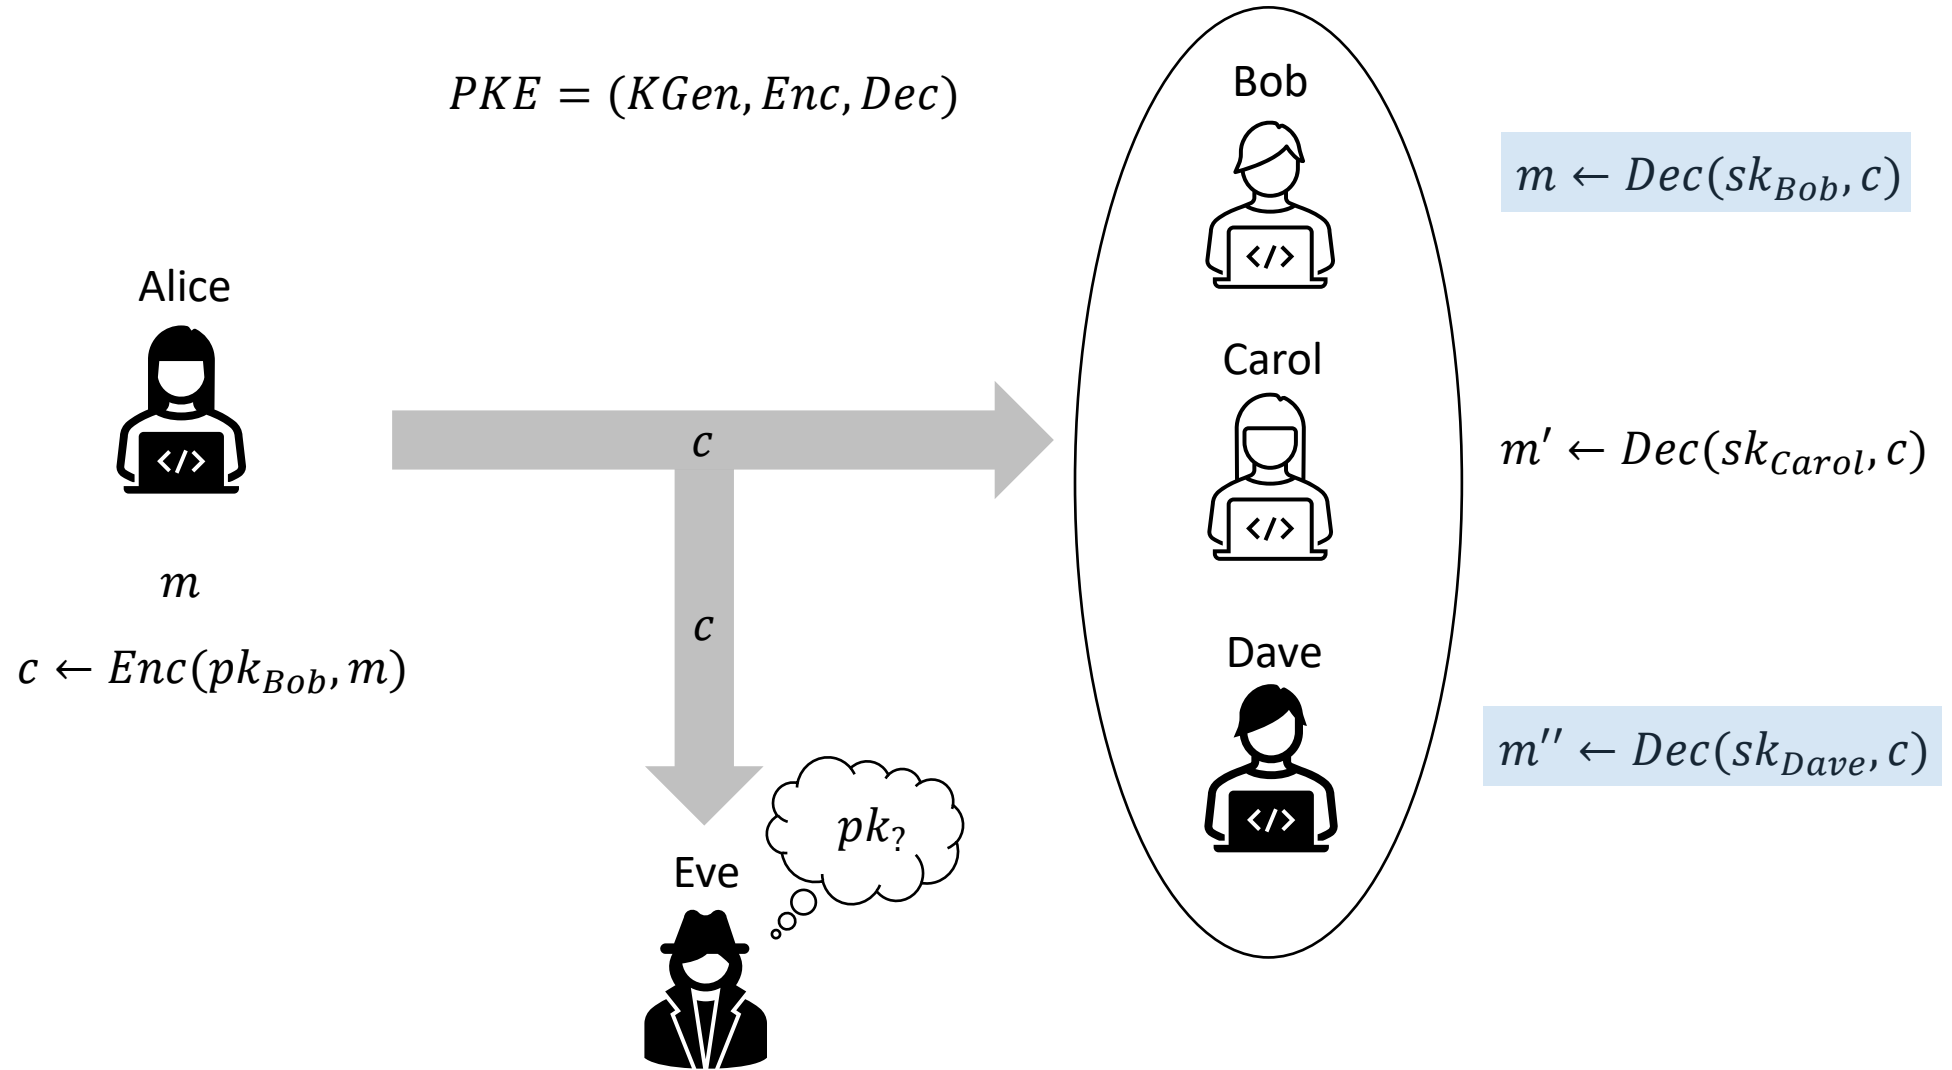 PKE = (KGen, Enc, Dec)
Bob
</>
m ← Dec(sk_Bob, c)
Alice
</>
m
c ← Enc(pk_Bob, m)
c
c
Carol
</>
m′ ← Dec(sk_Carol, c)
Dave
</>
m′′ ← Dec(sk_Dave, c)
pk_?
Eve